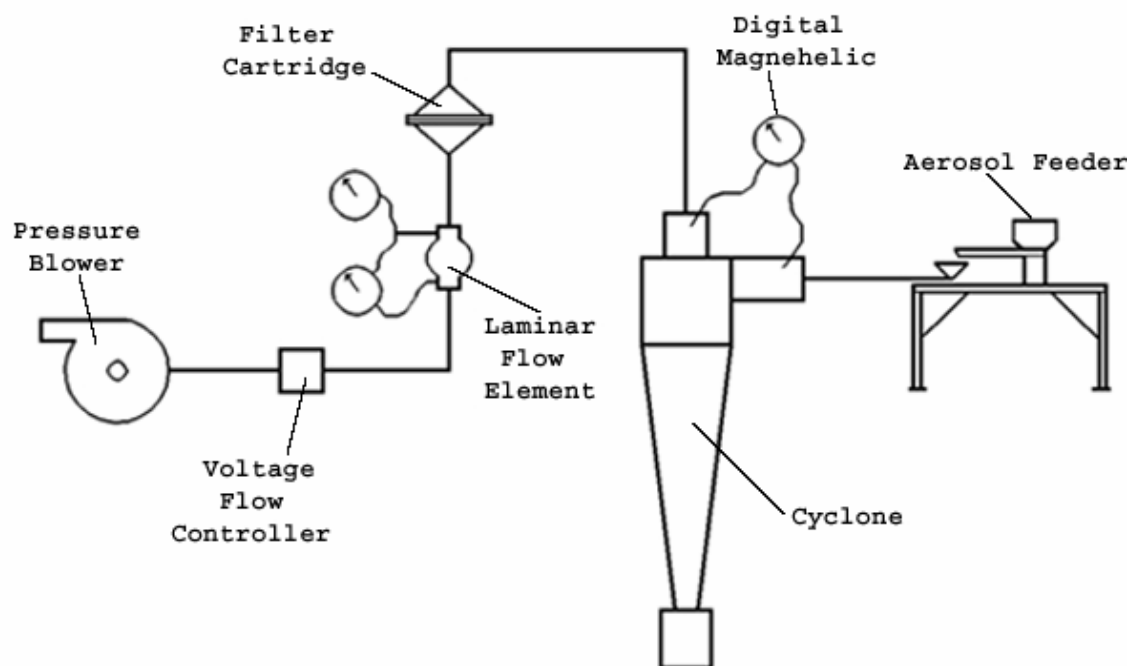 Filter
Cartridge
Digital
Magnehelic
Aerosol Feeder
Pressure
Blower
Laminar
Flow
Element
Voltage
Flow
Controller
Cyclone